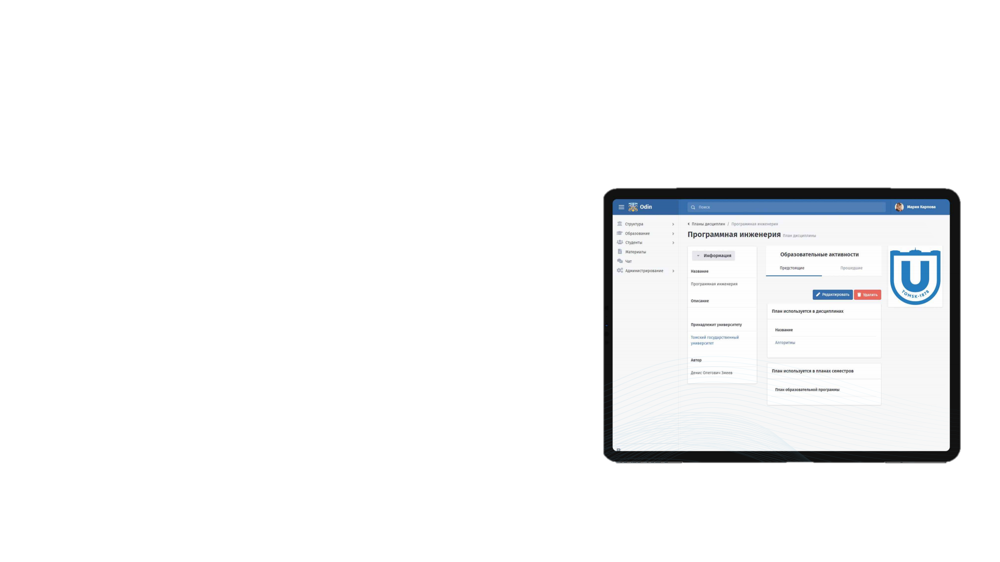 Odin
Поиск
Мария Карпова
Структура
Образование
Студенты
Материалы
Чат
Администрирование
Планы дисциплин / Программная инженерия
Программная инженерия План дисциплины
Информация
Название
Программная инженерия
Описание
Принадлежит университету
Томский государственный
университет
Автор
Денис Олегович Змеев
Образовательные активности
Предстоящие Прошедшие
Редактировать Удалить
План используется в дисциплинах
Название
Алгоритмы
План используется в планах семестров
План образовательной программы
U
TOMSK-1878